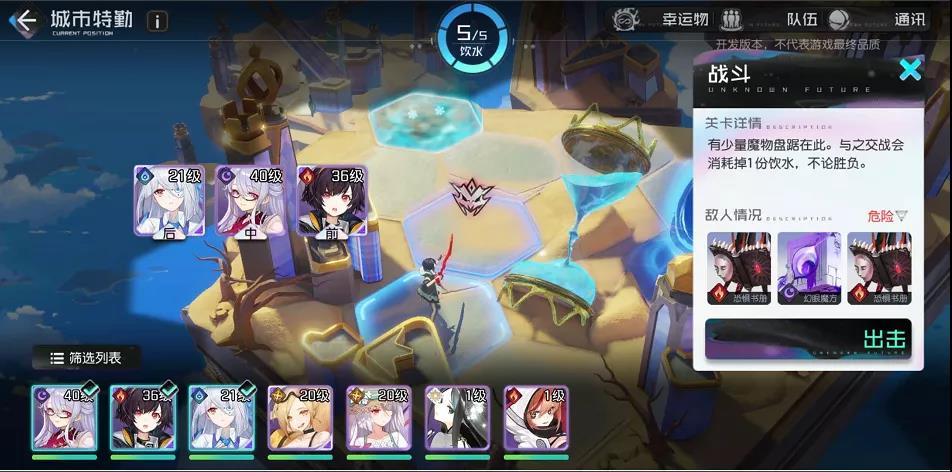 城市特勤
CURRENT POSITION
i
5/5
饮水
幸运物
队伍
通讯
开发版本，不代表游戏最终品质
战斗
UNKNOWN FUTURE
关卡详情
DESCRIPTION
有少量魔物盘踞在此。与之交战会
消耗掉1份饮水，不论胜负。
敌人情况
DESCRIPTION
危险
恐惧书册
幻眼魔方
恐惧书册
出击
UNKNOWN FUTURE
21级
40级
36级
后
中
前
筛选列表
40级
36级
21级
20级
20级
1级
1级